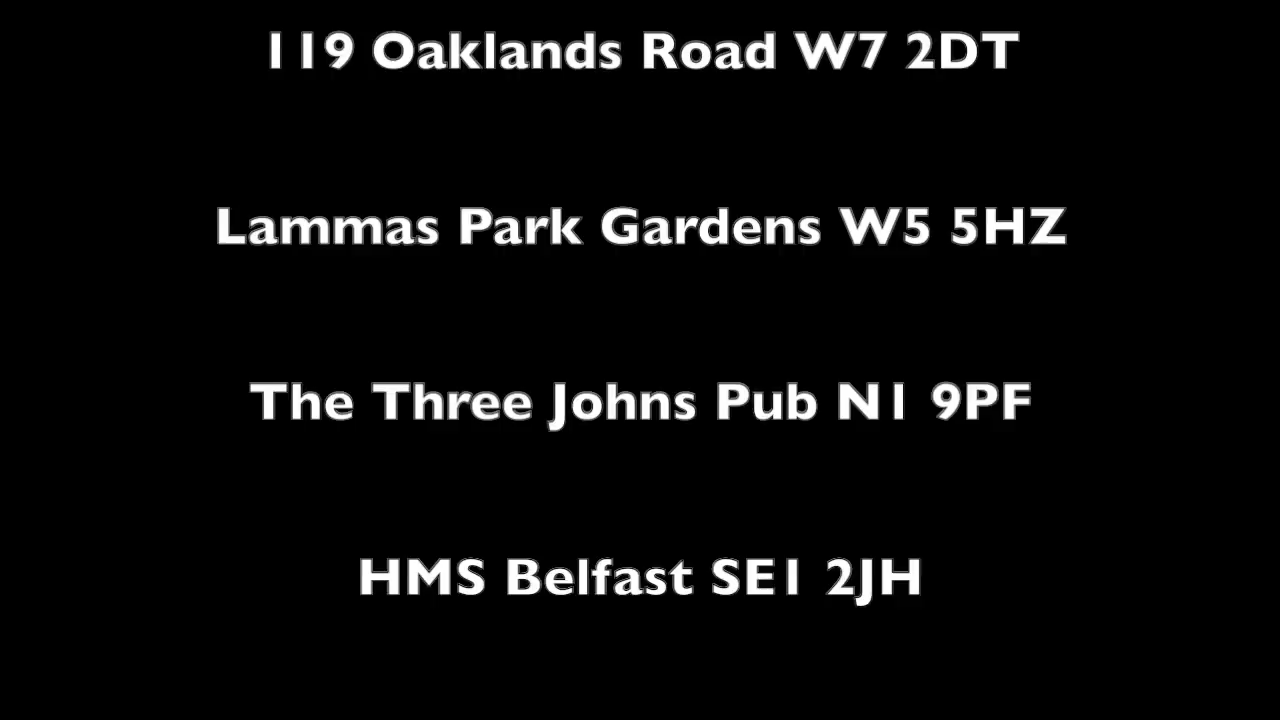 119 Oaklands Road W7 2DT
Lammas Park Gardens W5 5HZ
The Three Johns Pub N1 9PF
HMS Belfast SE1 2JH